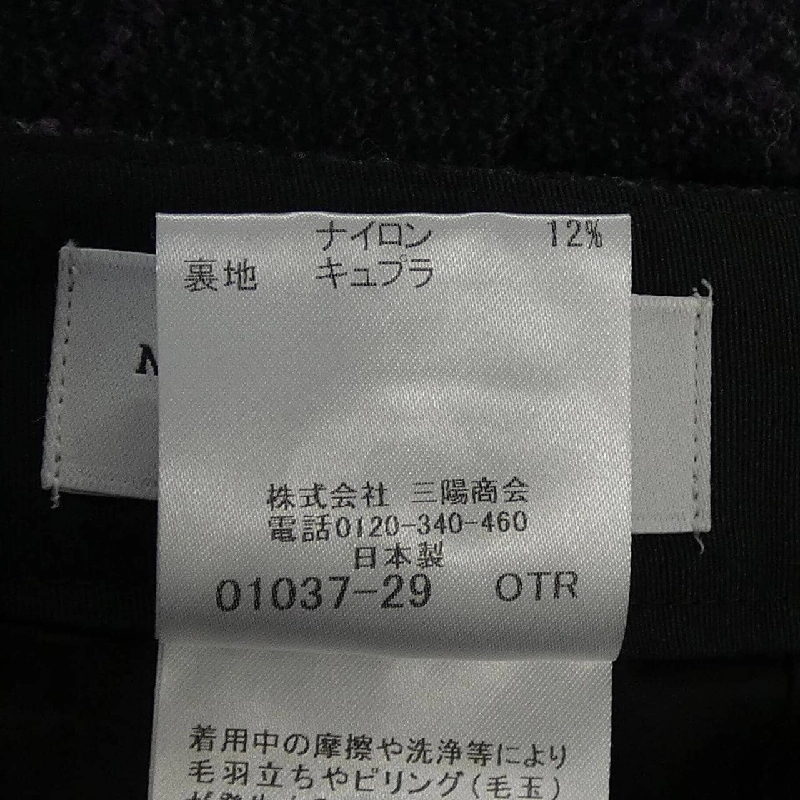 ナイロン 12%
裏地 キュプラ
株式会社 三陽商会
電話0120-340-460
日本製
01037-29 OTR
着用中の摩擦や洗浄等により
毛羽立ちやピリング(毛玉)